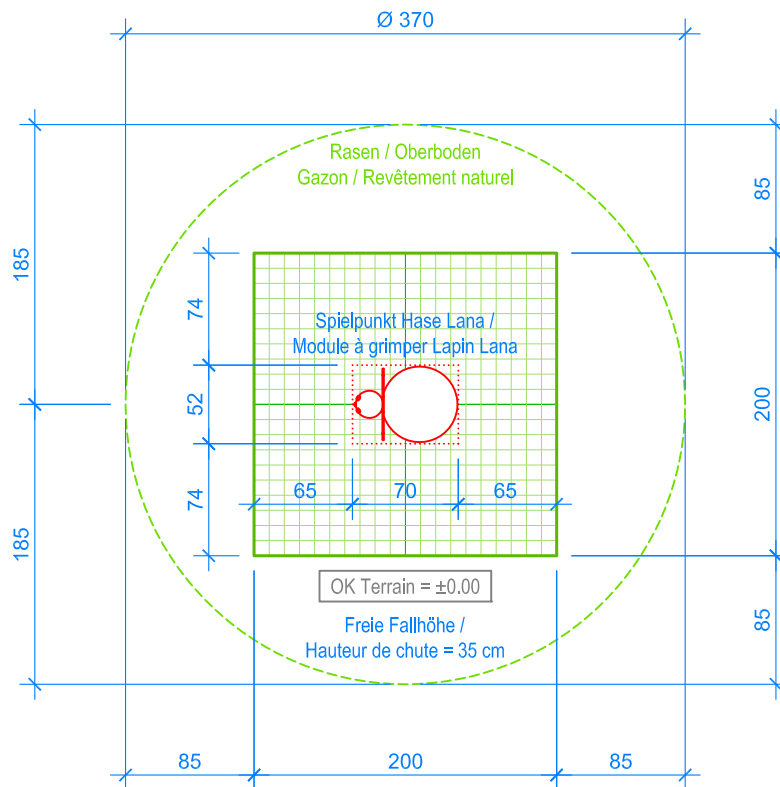 Ø 370
Rasen / Oberboden
Gazon / Revêtement naturel
85
185
74
Spielpunkt Hase Lana /
Module à grimper Lapin Lana
52
200
65
70
65
74
185
OK Terrain = ±0.00
Freie Fallhöhe /
Hauteur de chute = 35 cm
85
85
200
85